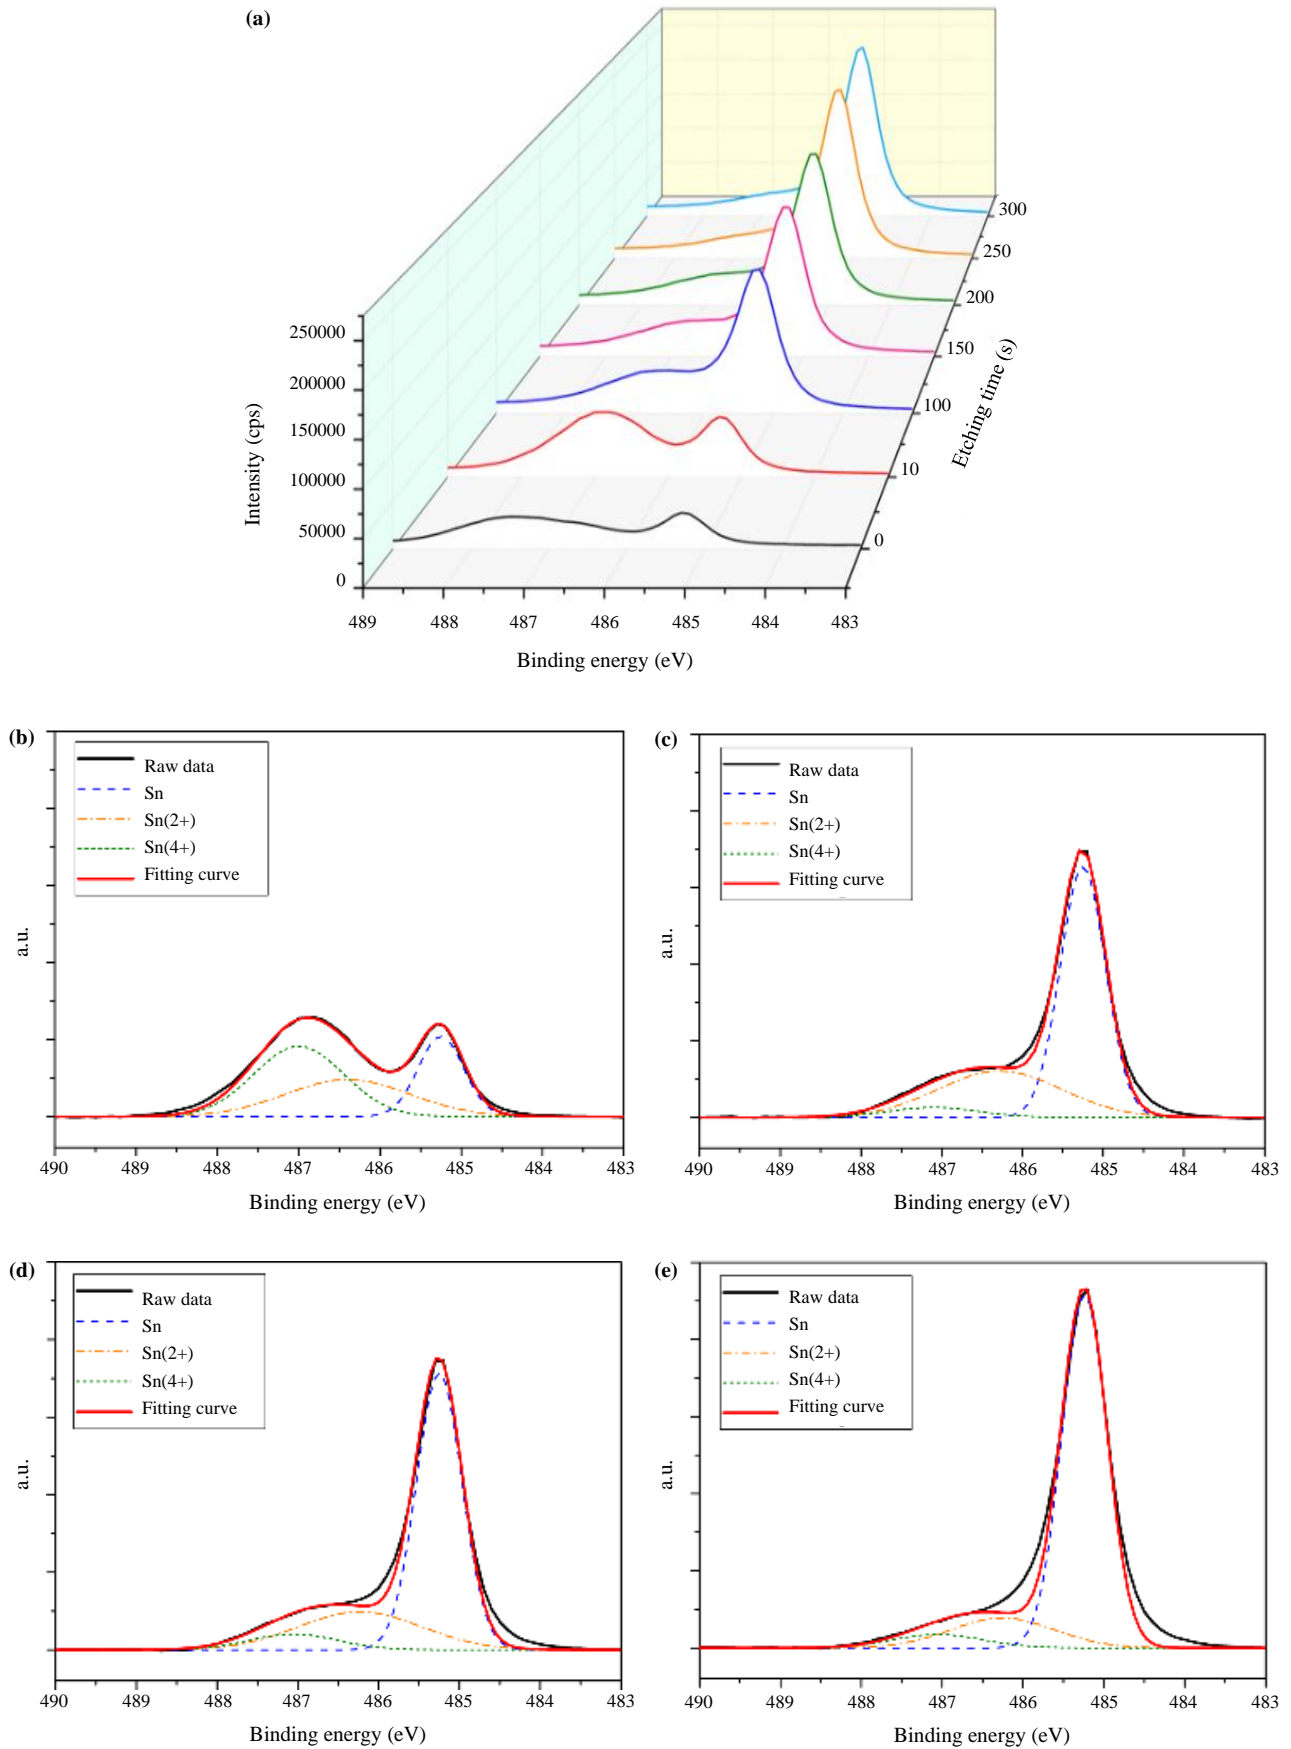 (a)
300
250
200
150
100
10
0
Etching time (s)
250000
200000
150000
100000
50000
0
Intensity (cps)
489 488 487 486 485 484 483
Binding energy (eV)
(b)
Raw data
Sn
Sn(2+)
Sn(4+)
Fitting curve
a.u.
490 489 488 487 486 485 484 483
Binding energy (eV)
(c)
Raw data
Sn
Sn(2+)
Sn(4+)
Fitting curve
a.u.
490 489 488 487 486 485 484 483
Binding energy (eV)
(d)
Raw data
Sn
Sn(2+)
Sn(4+)
Fitting curve
a.u.
490 489 488 487 486 485 484 483
Binding energy (eV)
(e)
Raw data
Sn
Sn(2+)
Sn(4+)
Fitting curve
a.u.
490 489 488 487 486 485 484 483
Binding energy (eV)